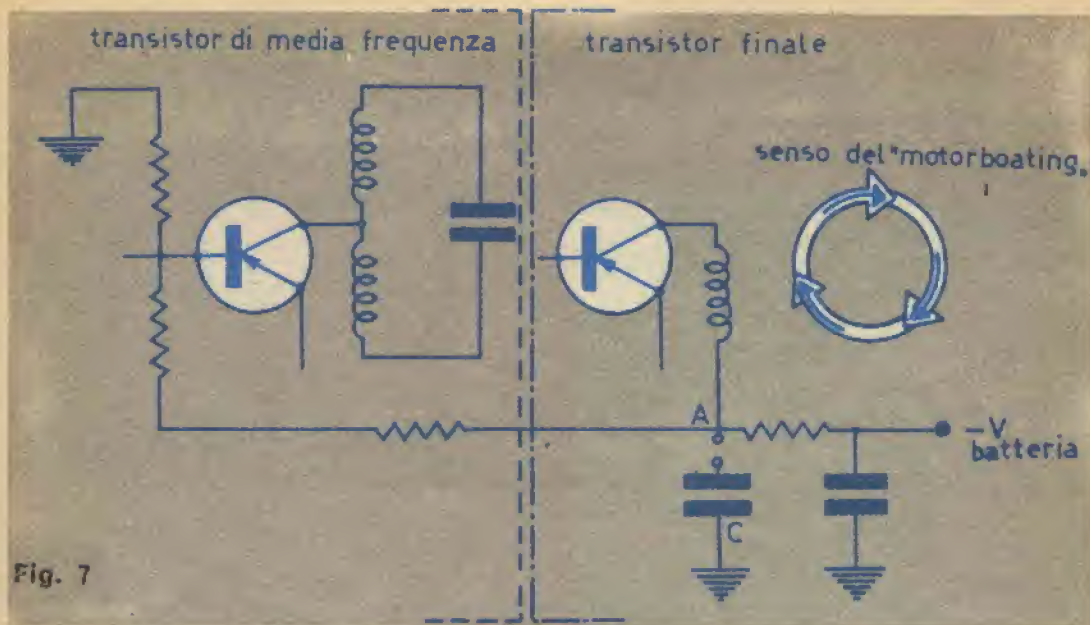 transistor di media frequenza
transistor finale
senso del "motorboating„
A
–V
batteria
C
Fig. 7